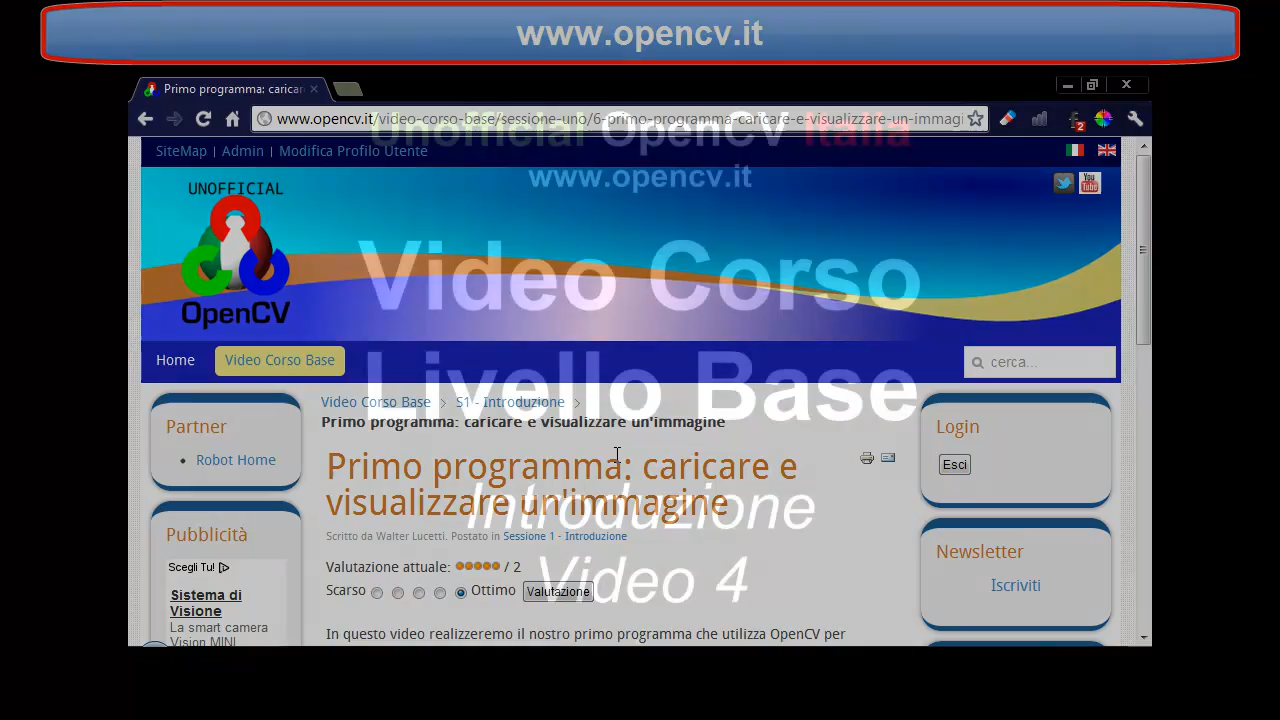 www.opencv.it
Primo programma: caricar
www.opencv.it/video-corso-base/sessione-uno/6-primo-programma-caricare-e-visualizzare-un-immagi
2
Unofficial OpenCV Italia
SiteMap | Admin | Modifica Profilo Utente
www.opencv.it
UNOFFICIAL
You
Tube
Video Corso
OpenCV
Home
Video Corso Base
cerca...
Livello Base
Partner
Robot Home
Video Corso Base > S1 - Introduzione >
Primo programma: caricare e visualizzare un'immagine
Login
Esci
Primo programma: caricare e
visualizzare un'immagine
Introduzione
Scritto da Walter Lucetti. Postato in Sessione 1 - Introduzione
Pubblicità
Newsletter
Scegli Tu!
Valutazione attuale: / 2
Video 4
Iscriviti
Scarso Ottimo Valutazione
Sistema di
Visione
La smart camera
Vision MINI
In questo video realizzeremo il nostro primo programma che utilizza OpenCV per